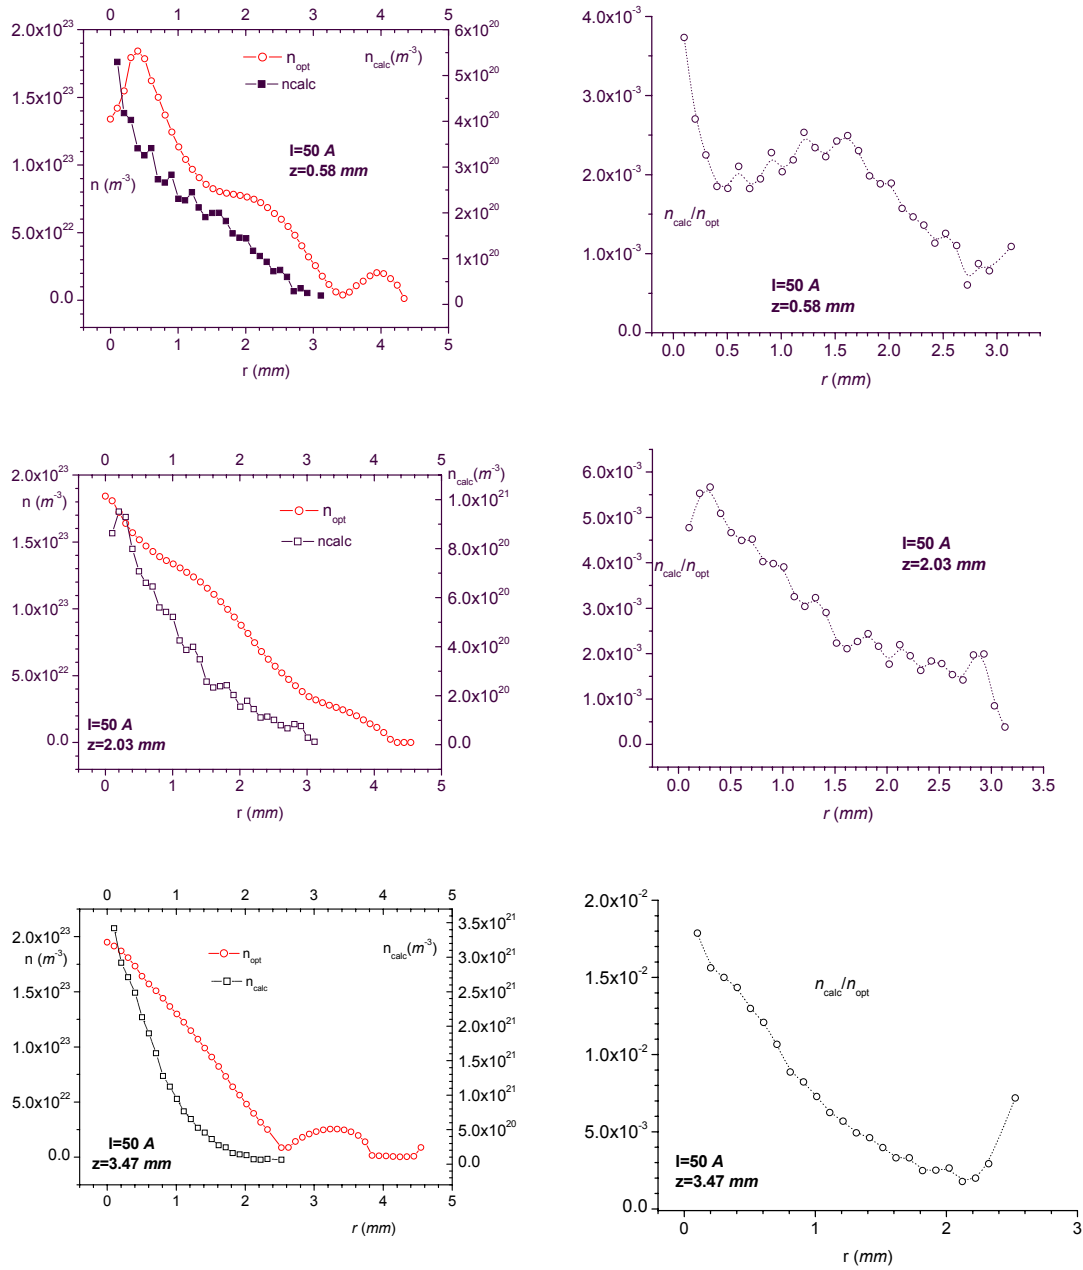 0 1 2 3 4 5
2.0x10^23
1.5x10^23
1.0x10^23
5.0x10^22
0.0
n (m^-3)
n_opt
ncalc
n_calc(m^-3)
I=50 A
z=0.58 mm
6x10^20
5x10^20
4x10^20
3x10^20
2x10^20
1x10^20
0
0 1 2 3 4 5
r (mm)
4.0x10^-3
3.0x10^-3
2.0x10^-3
1.0x10^-3
0.0
n_calc/n_opt
I=50 A
z=0.58 mm
0.0 0.5 1.0 1.5 2.0 2.5 3.0
r (mm)
0 1 2 3 4 5
2.0x10^23
n (m^-3)
1.5x10^23
1.0x10^23
5.0x10^22
0.0
n_opt
ncalc
I=50 A
z=2.03 mm
n_calc(m^-3)
1.0x10^21
8.0x10^20
6.0x10^20
4.0x10^20
2.0x10^20
0.0
0 1 2 3 4 5
r (mm)
6.0x10^-3
5.0x10^-3
4.0x10^-3
3.0x10^-3
2.0x10^-3
1.0x10^-3
0.0
n_calc/n_opt
I=50 A
z=2.03 mm
0.0 0.5 1.0 1.5 2.0 2.5 3.0 3.5
r (mm)
0 1 2 3 4 5
2.0x10^23
n (m^-3)
1.5x10^23
1.0x10^23
5.0x10^22
0.0
n_opt
n_calc
n_calc(m^-3)
I=50 A
z=3.47 mm
3.5x10^21
3.0x10^21
2.5x10^21
2.0x10^21
1.5x10^21
1.0x10^21
5.0x10^20
0.0
0 1 2 3 4 5
r (mm)
2.0x10^-2
1.5x10^-2
1.0x10^-2
5.0x10^-3
0.0
n_calc/n_opt
I=50 A
z=3.47 mm
0 1 2 3
r (mm)